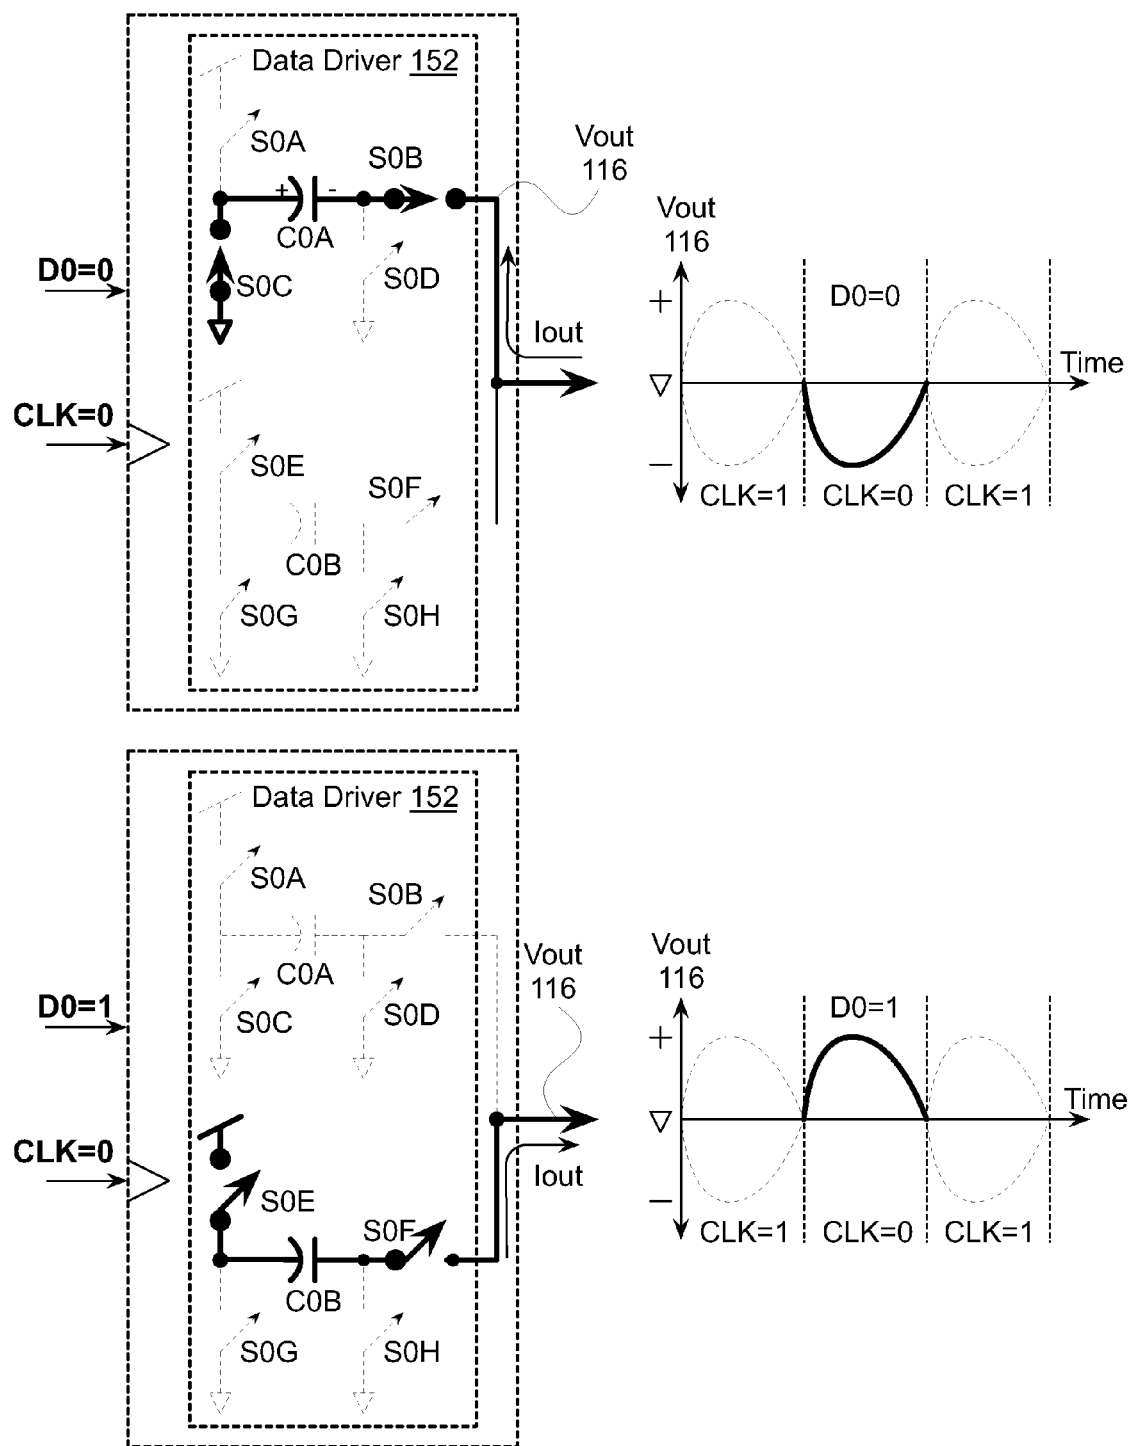 Data Driver 152
S0A
S0B
Vout
116
+ -
C0A
D0=0
S0C
S0D
Iout
CLK=0
S0E
S0F
C0B
S0G
S0H
Vout
116
D0=0
+
Time
▽
−
CLK=1
CLK=0
CLK=1
Data Driver 152
S0A
S0B
C0A
Vout
116
D0=1
S0C
S0D
CLK=0
Iout
S0E
S0F
C0B
S0G
S0H
Vout
116
D0=1
+
Time
▽
−
CLK=1
CLK=0
CLK=1